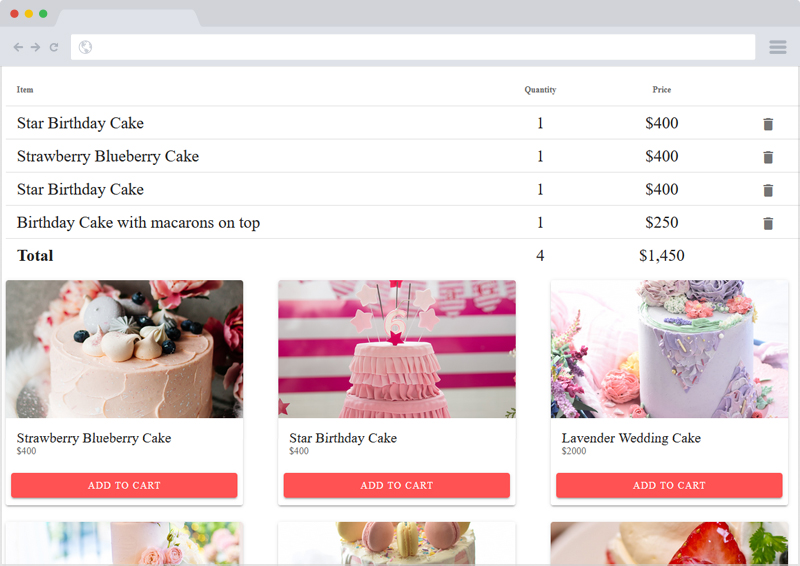 Item Quantity Price
Star Birthday Cake 1 $400
Strawberry Blueberry Cake 1 $400
Star Birthday Cake 1 $400
Birthday Cake with macarons on top 1 $250
Total 4 $1,450
6
Strawberry Blueberry Cake
$400
ADD TO CART
Star Birthday Cake
$400
ADD TO CART
Lavender Wedding Cake
$2000
ADD TO CART